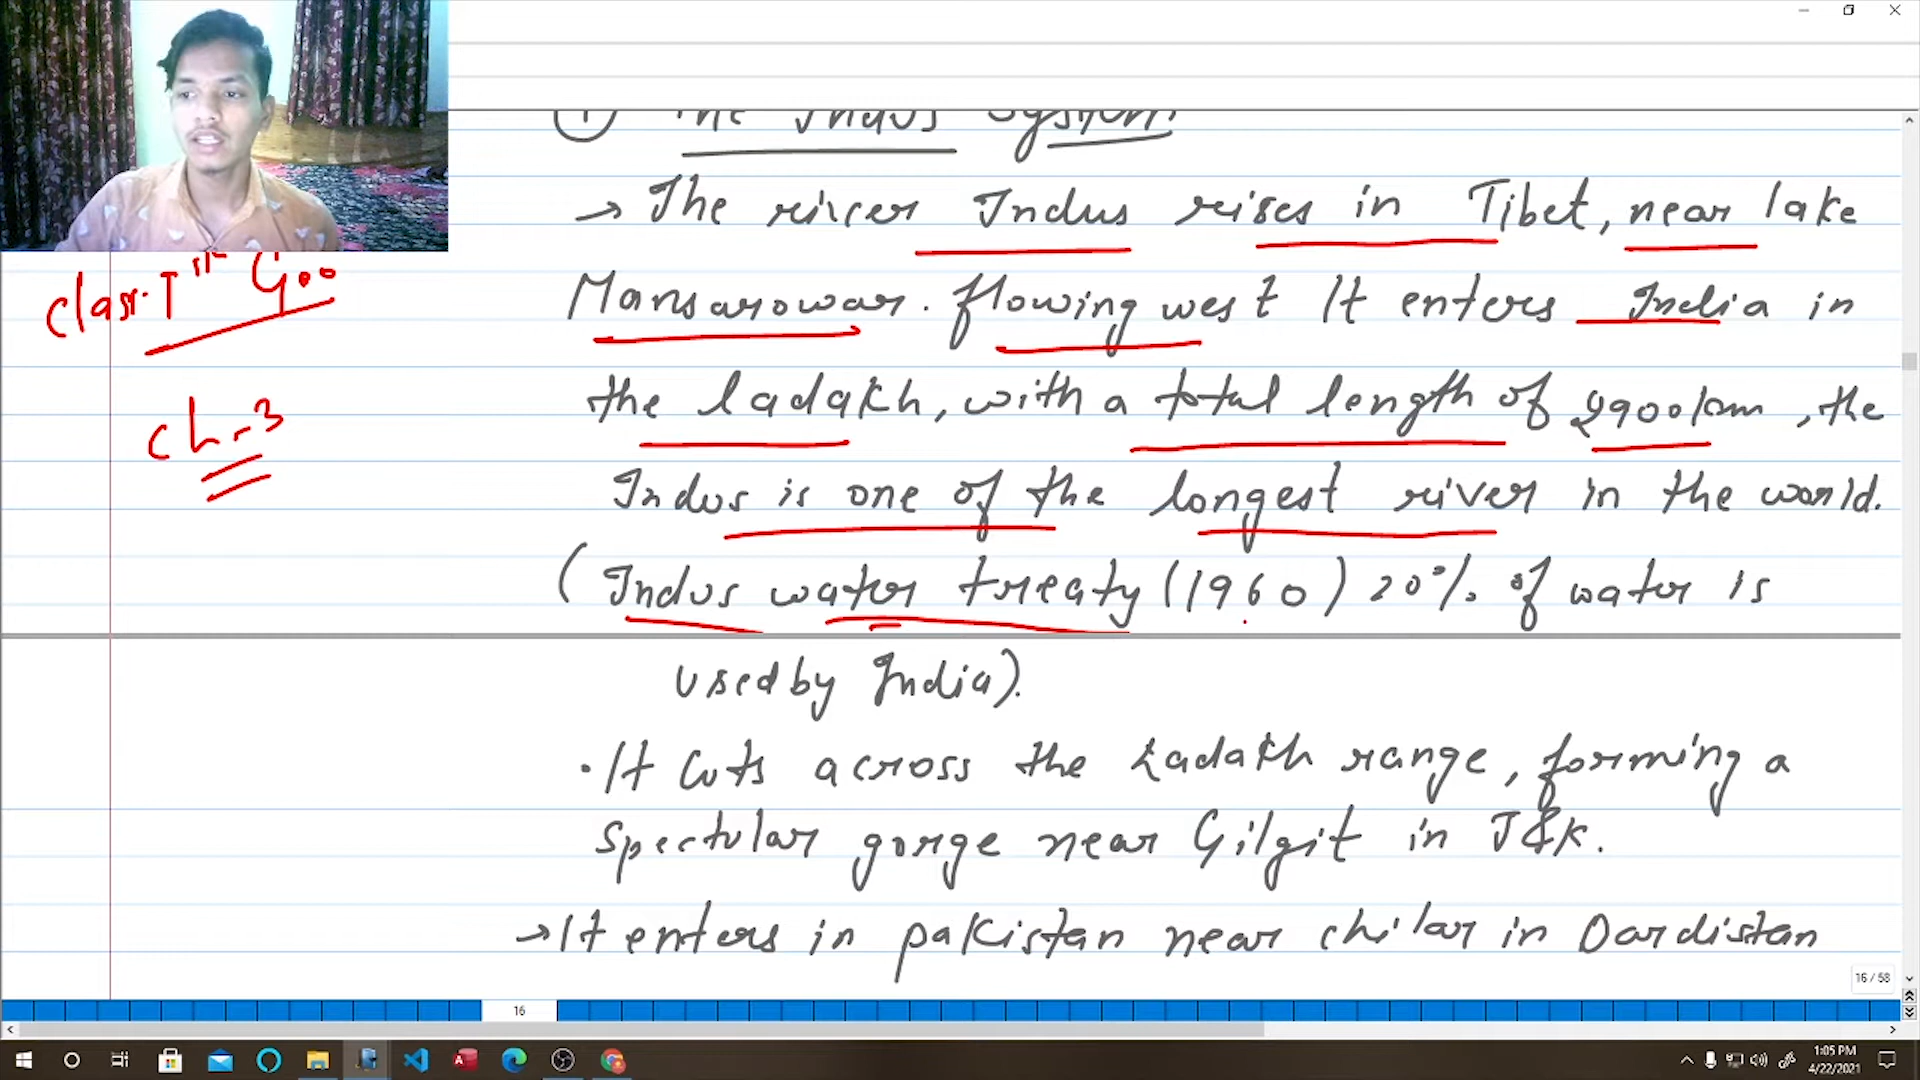 ① The Indus System.
→ The river Indus rises in Tibet, near lake
Mansarowar. flowing west It enters India in
the ladakh, with a total length of 2900km, the
Indus is one of the longest river in the world.
(Indus water treaty (1960) 20% of water is
used by India).
• It Cuts across the Ladakh range, forming a
Spectular gorge near Gilgit in J&K.
→ It enters in pakistan near chilar in Dardistan
Class-
Ch-3
16 / 58
16
1:05 PM
4/22/2021